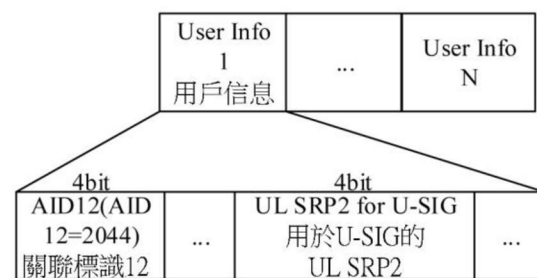 User Info
1
用戶信息
...
User Info
N
4bit
4bit
AID12(AID
12=2044)
關聯標識12
...
UL SRP2 for U-SIG
用於U-SIG的
UL SRP2
...